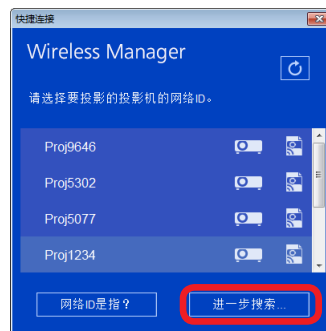 快捷连接
Wireless Manager
请选择要投影的投影机的网络ID。
Proj9646
Proj5302
Proj5077
Proj1234
网络ID是指？
进一步搜索...